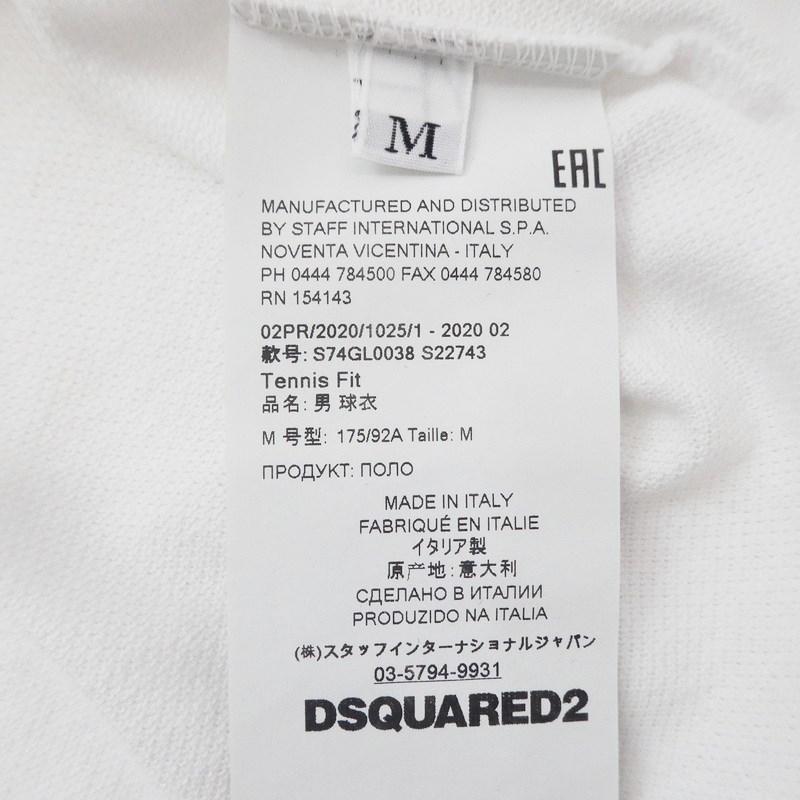 M
EAC
MANUFACTURED AND DISTRIBUTED
BY STAFF INTERNATIONAL S.P.A.
NOVENTA VICENTINA - ITALY
PH 0444 784500 FAX 0444 784580
RN 154143
02PR/2020/1025/1 - 2020 02
款号: S74GL0038 S22743
Tennis Fit
品名: 男 球衣
M 号型: 175/92A Taille: M
ПРОДУКТ: ПОЛО
MADE IN ITALY
FABRIQUÉ EN ITALIE
イタリア製
原产地: 意大利
СДЕЛАНО В ИТАЛИИ
PRODUZIDO NA ITALIA
(株)スタッフインターナショナルジャパン
03-5794-9931
DSQUARED2